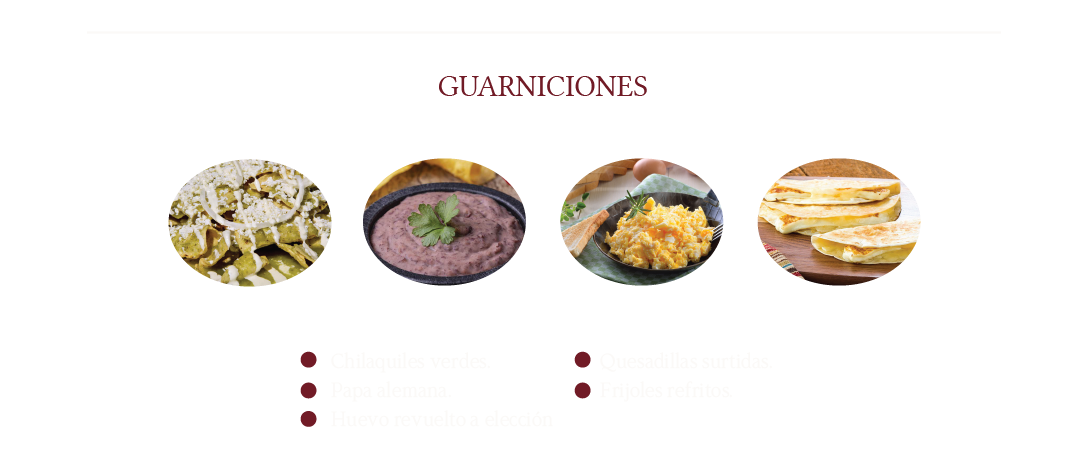 GUARNICIONES
Chilaquiles verdes.
Papa alemana.
Huevo revuelto a elección
Quesadillas surtidas.
Frijoles refritos.